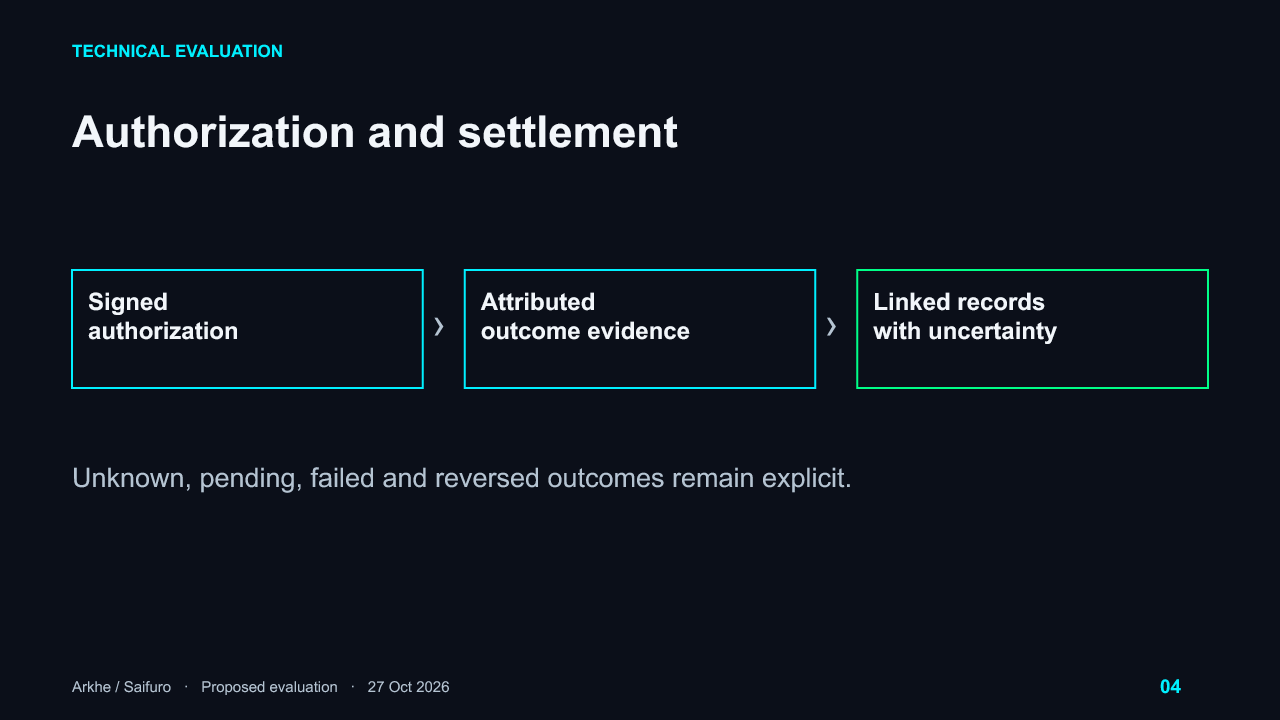 TECHNICAL EVALUATION
Authorization and settlement
Signed
authorization
›
Attributed
outcome evidence
›
Linked records
with uncertainty
Unknown, pending, failed and reversed outcomes remain explicit.
Arkhe / Saifuro · Proposed evaluation · 27 Oct 2026
04